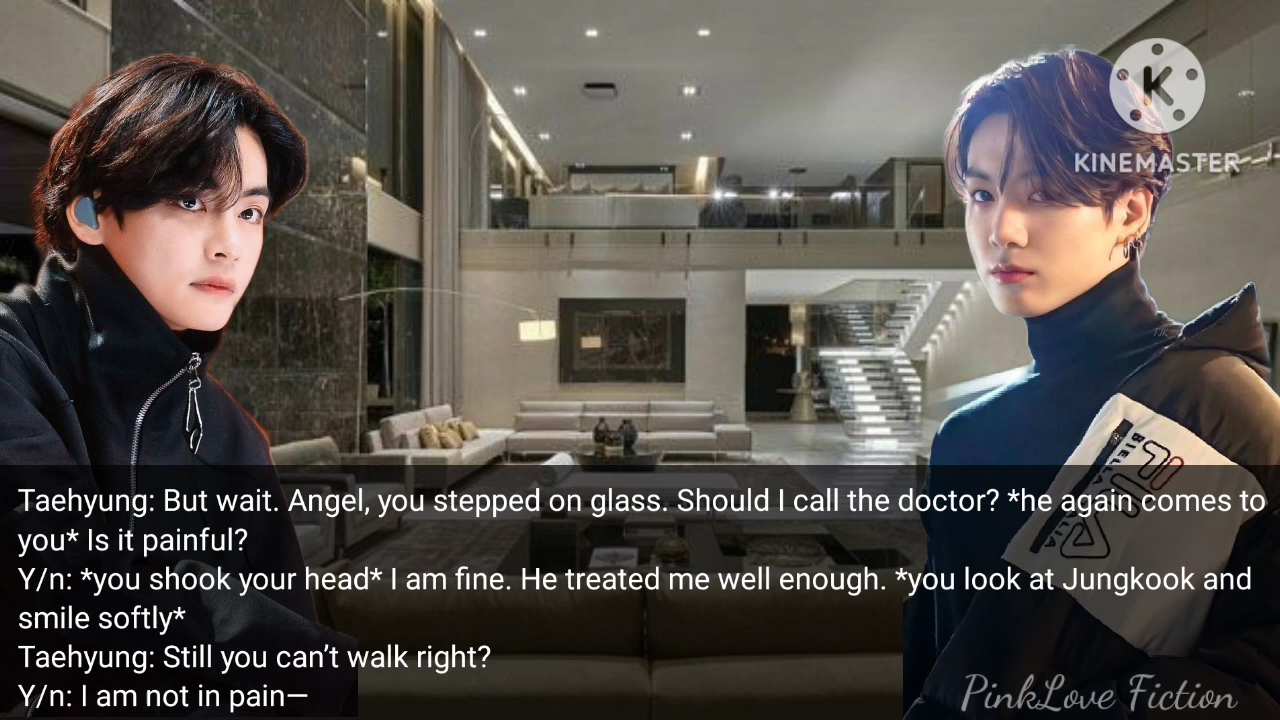 KINEMASTER
Taehyung: But wait. Angel, you stepped on glass. Should I call the doctor? *he again comes to
you* Is it painful?
Y/n: *you shook your head* I am fine. He treated me well enough. *you look at Jungkook and
smile softly*
Taehyung: Still you can’t walk right?
Y/n: I am not in pain—
PinkLove Fiction